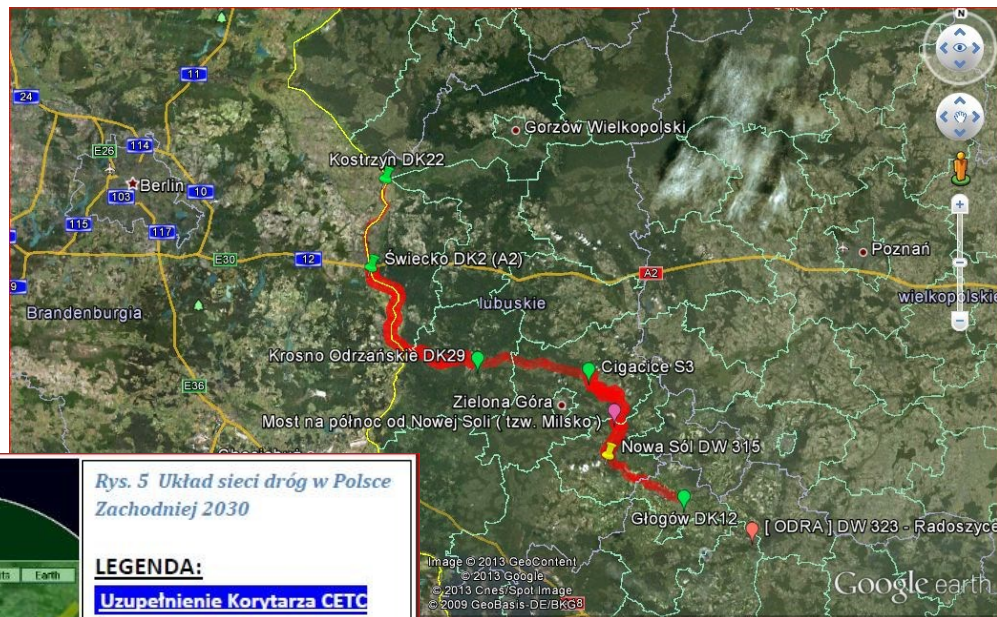 N
11
24
Gorzów Wielkopolski
114
E26
Kostrzyn DK22
Berlin
10
103
115
117
Poznań
Świecko DK2 (A2)
E30
12
A2
lubuskie
wielkopolskie
Brandenburgia
Krosno Odrzańskie DK29
Cigacice S3
E36
Zielona Góra
Most na północ od Nowej Soli ( tzw. Milsko )
Nowa Sól DW 315
Głogów DK12
[ ODRA ] DW 323 - Radoszyce
Image © 2013 GeoContent
© 2013 Google
© 2013 Cnes/Spot Image
© 2009 GeoBasis-DE/BKG
Google earth
Rys. 5 Układ sieci dróg w Polsce
Zachodniej 2030
LEGENDA:
Uzupełnienie Korytarza CETC
Earth